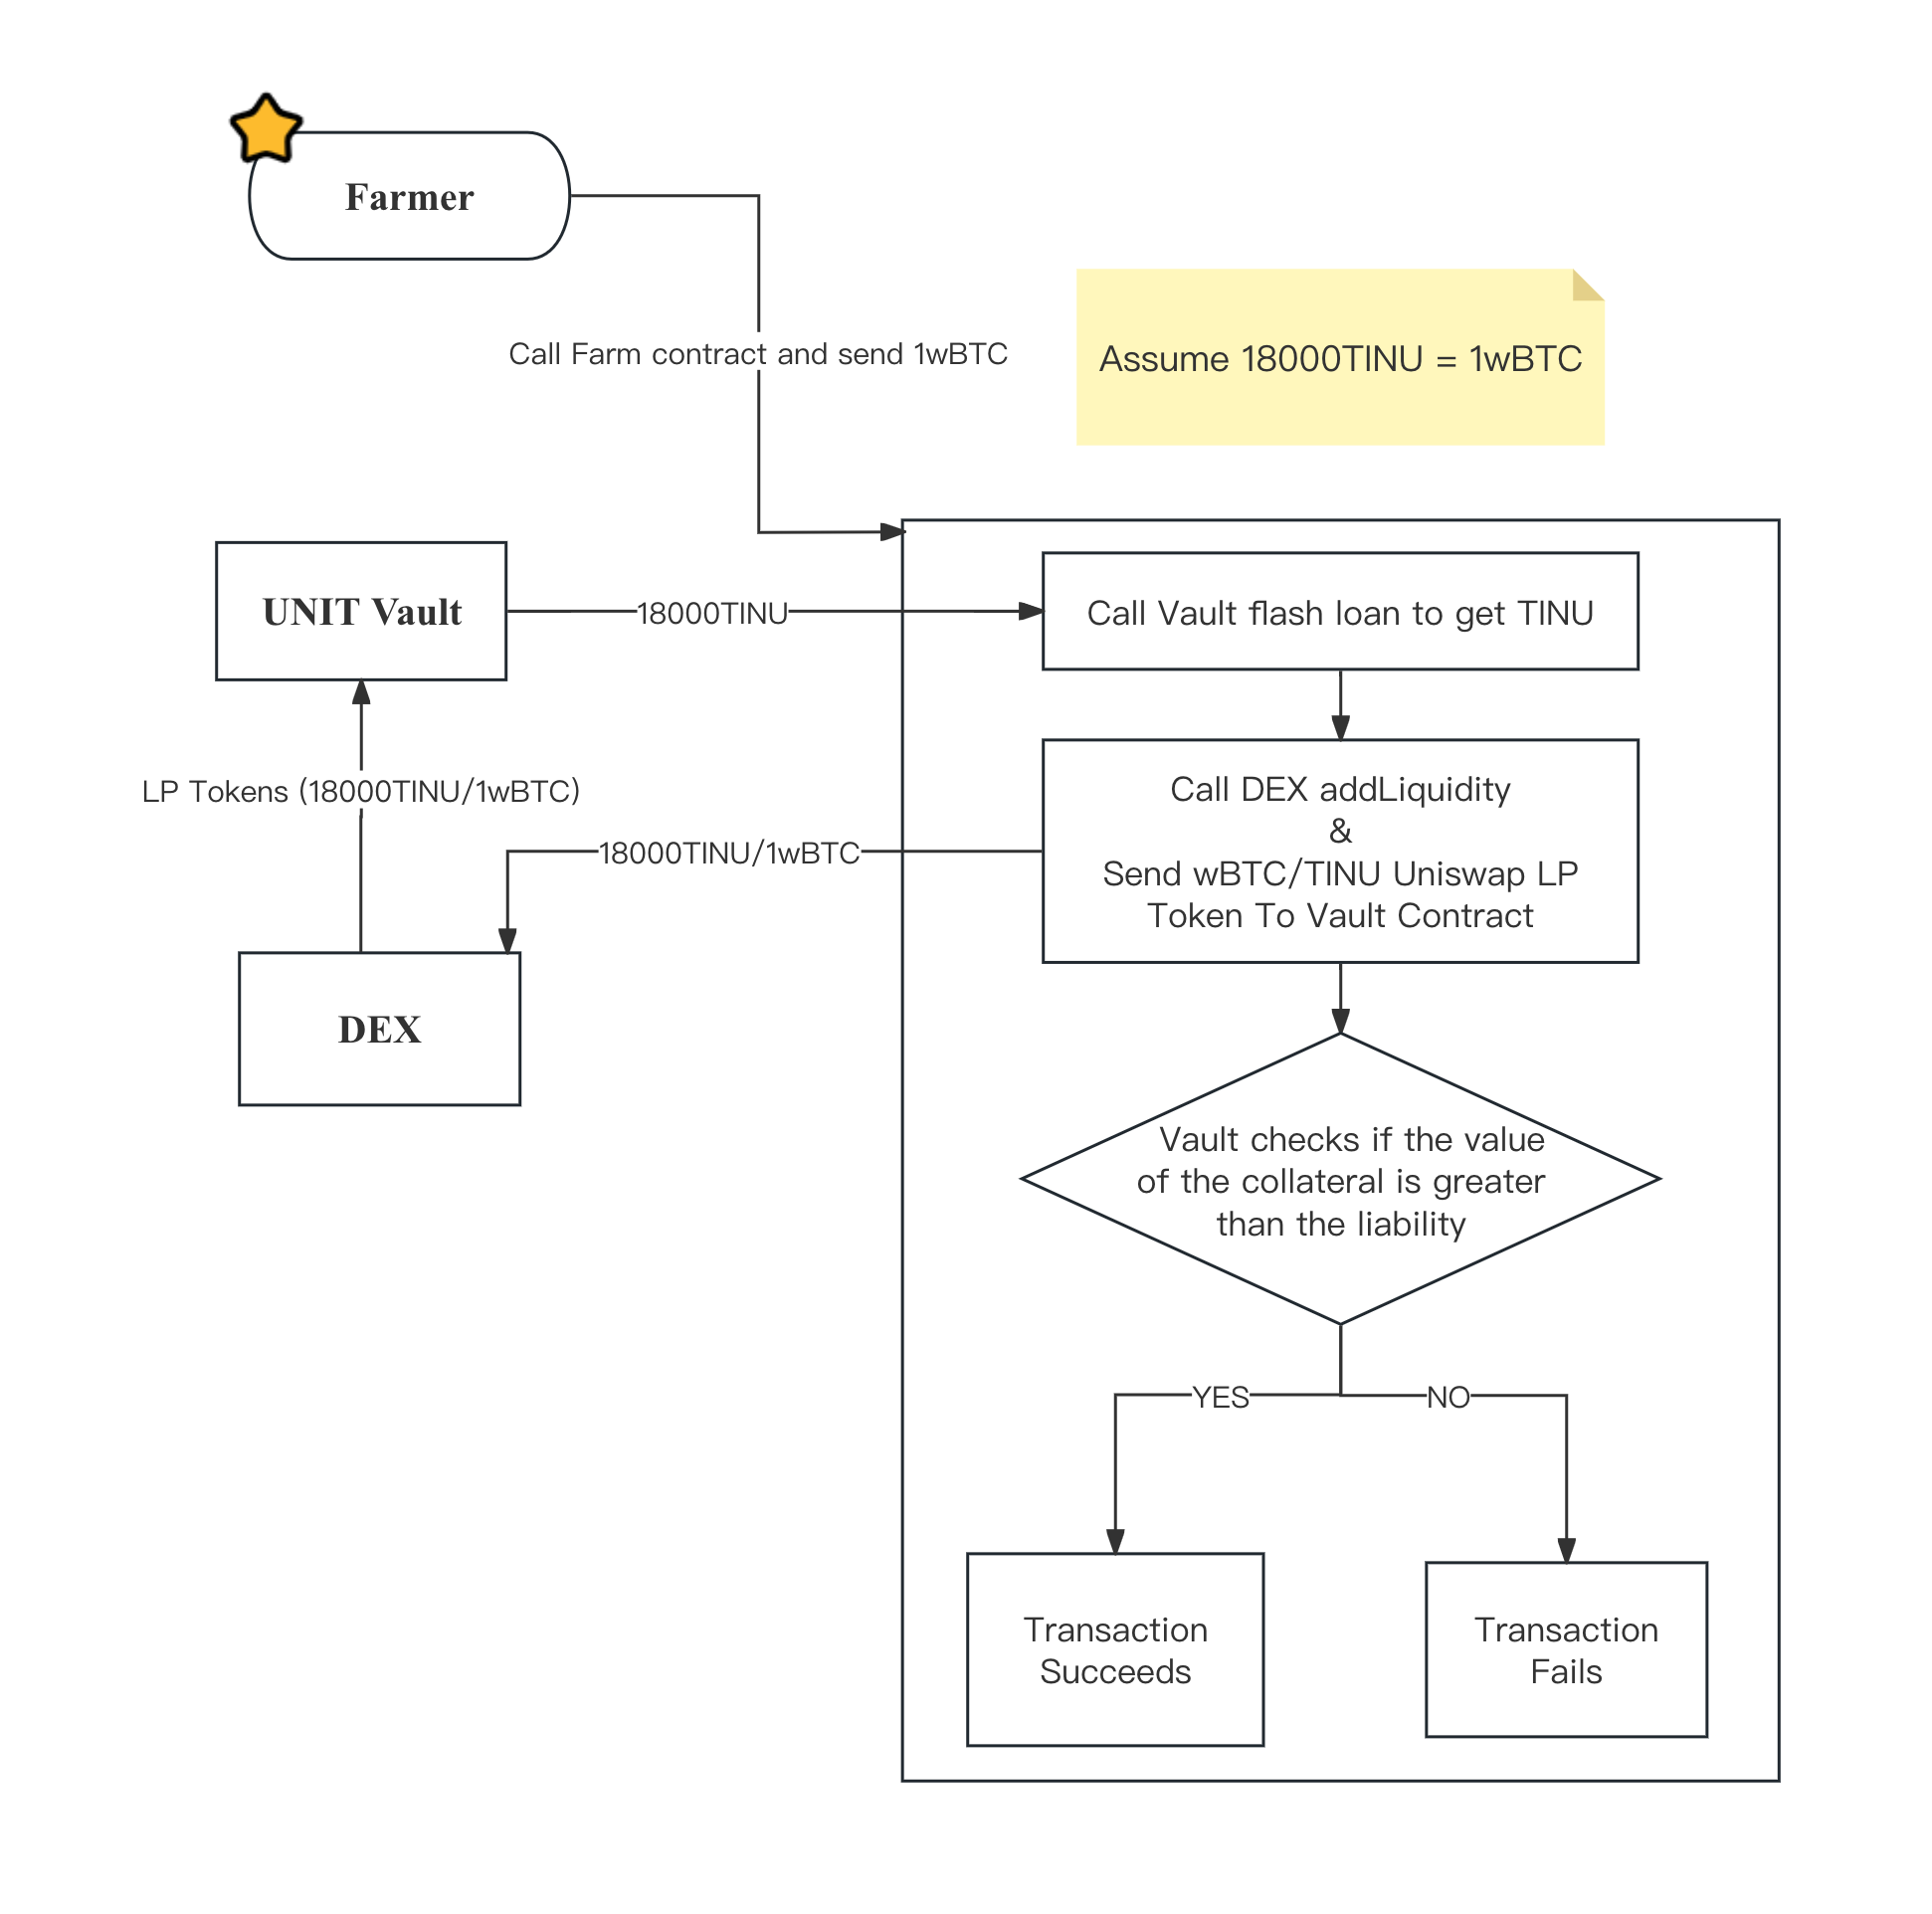 Farmer
Call Farm contract and send 1wBTC
Assume 18000TINU = 1wBTC
UNIT Vault
18000TINU
Call Vault flash loan to get TINU
LP Tokens (18000TINU/1wBTC)
Call DEX addLiquidity
&
Send wBTC/TINU Uniswap LP
Token To Vault Contract
18000TINU/1wBTC
DEX
Vault checks if the value
of the collateral is greater
than the liability
YES
NO
Transaction
Succeeds
Transaction
Fails